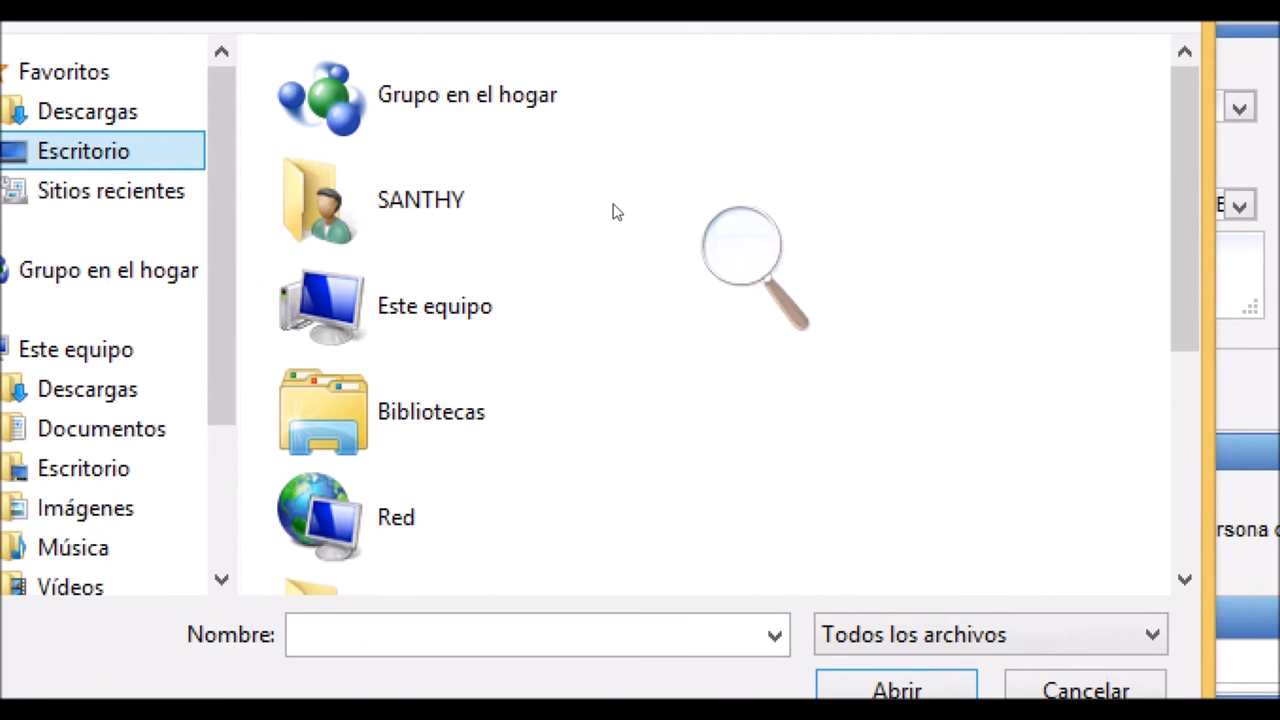 Favoritos
Descargas
Escritorio
Sitios recientes
Grupo en el hogar
Este equipo
Descargas
Documentos
Escritorio
Imágenes
Música
Vídeos
Grupo en el hogar
SANTHY
Este equipo
Bibliotecas
Red
Nombre:
Todos los archivos
Abrir
Cancelar